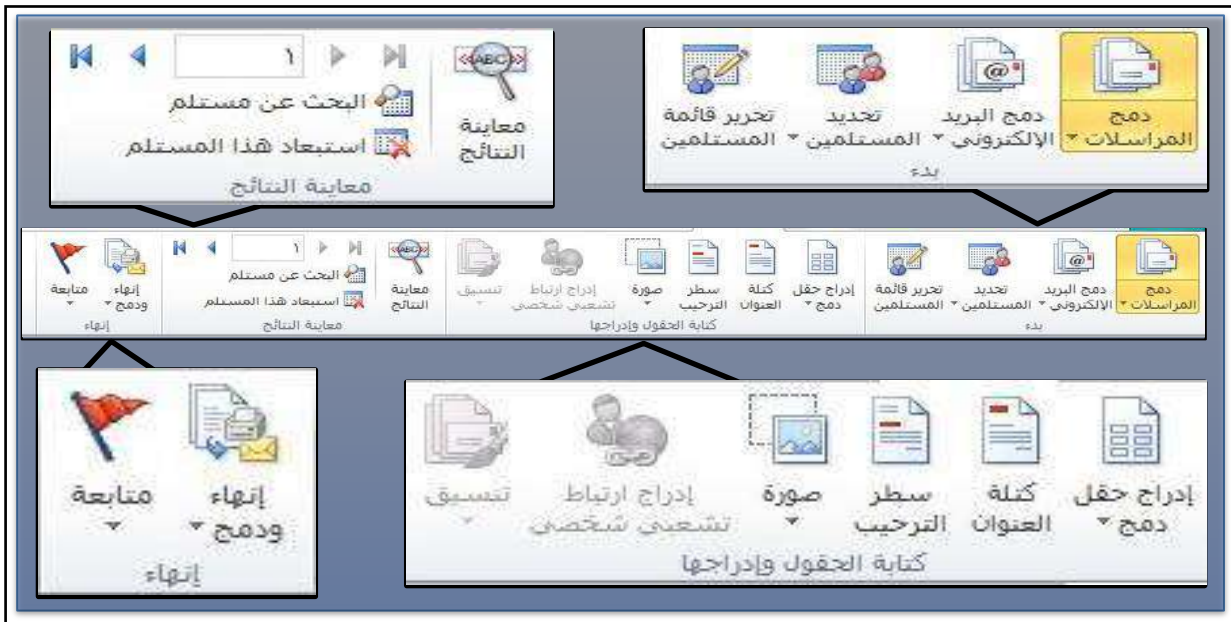 دمج المراسلات
دمج البريد الإلكتروني
تحديد المستلمين
تحرير قائمة المستلمين
بدء
«ABC»
معاينة النتائج
١
البحث عن مستلم
استبعاد هذا المستلم
معاينة النتائج
دمج المراسلات
@
دمج البريد الإلكتروني
تحديد المستلمين
تحرير قائمة المستلمين
بدء
إدراج حقل دمج
كتلة العنوان
سطر الترحيب
صورة
إدراج ارتباط تشعبي شخصي
تنسيق
كتابة الحقول وإدراجها
«ABC»
معاينة النتائج
١
البحث عن مستلم
استبعاد هذا المستلم
معاينة النتائج
إنهاء ودمج
متابعة
إنهاء
إدراج حقل دمج
كتلة العنوان
سطر الترحيب
صورة
إدراج ارتباط تشعبي شخصي
تنسيق
كتابة الحقول وإدراجها
إنهاء ودمج
متابعة
إنهاء